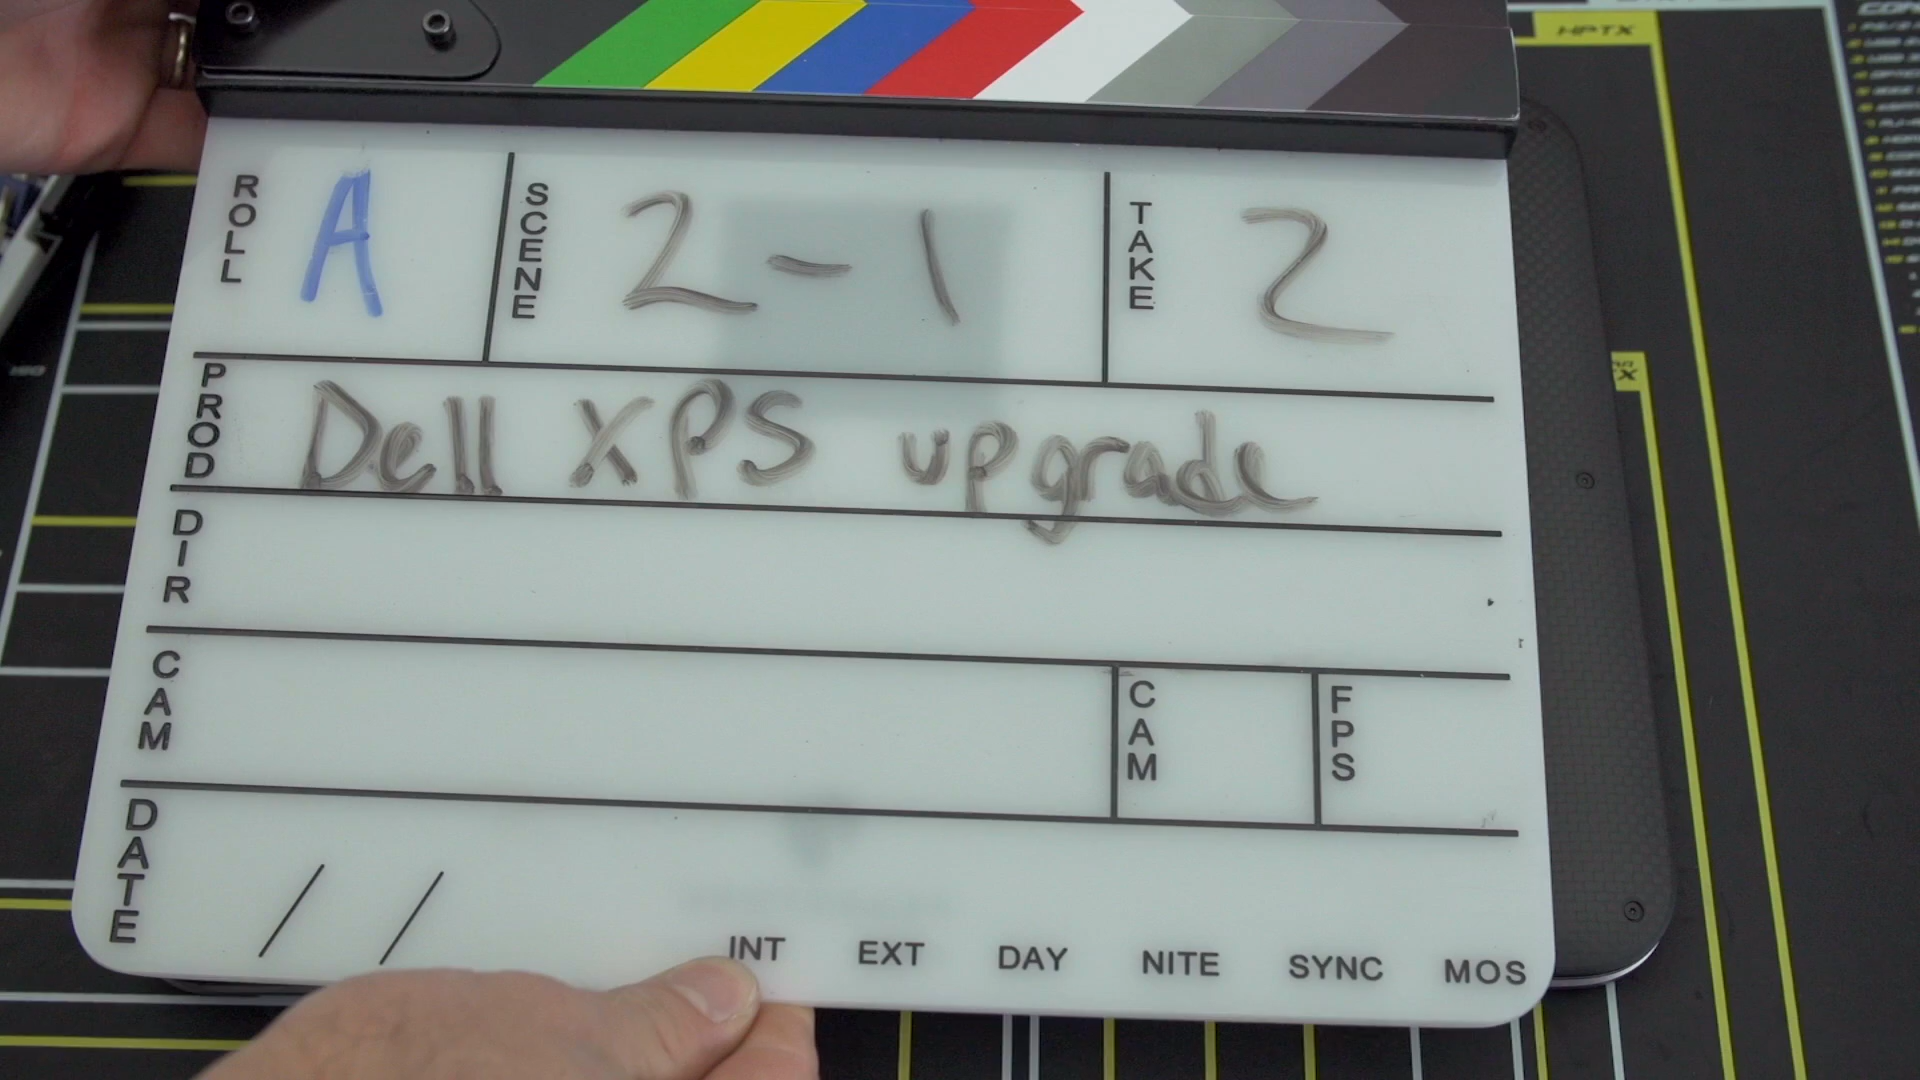 HPTX
ROLL A SCENE 2-1 TAKE 2
PROD Dell XPS upgrade
DIR
CAM CAM FPS
DATE / /
INT EXT DAY NITE SYNC MOS